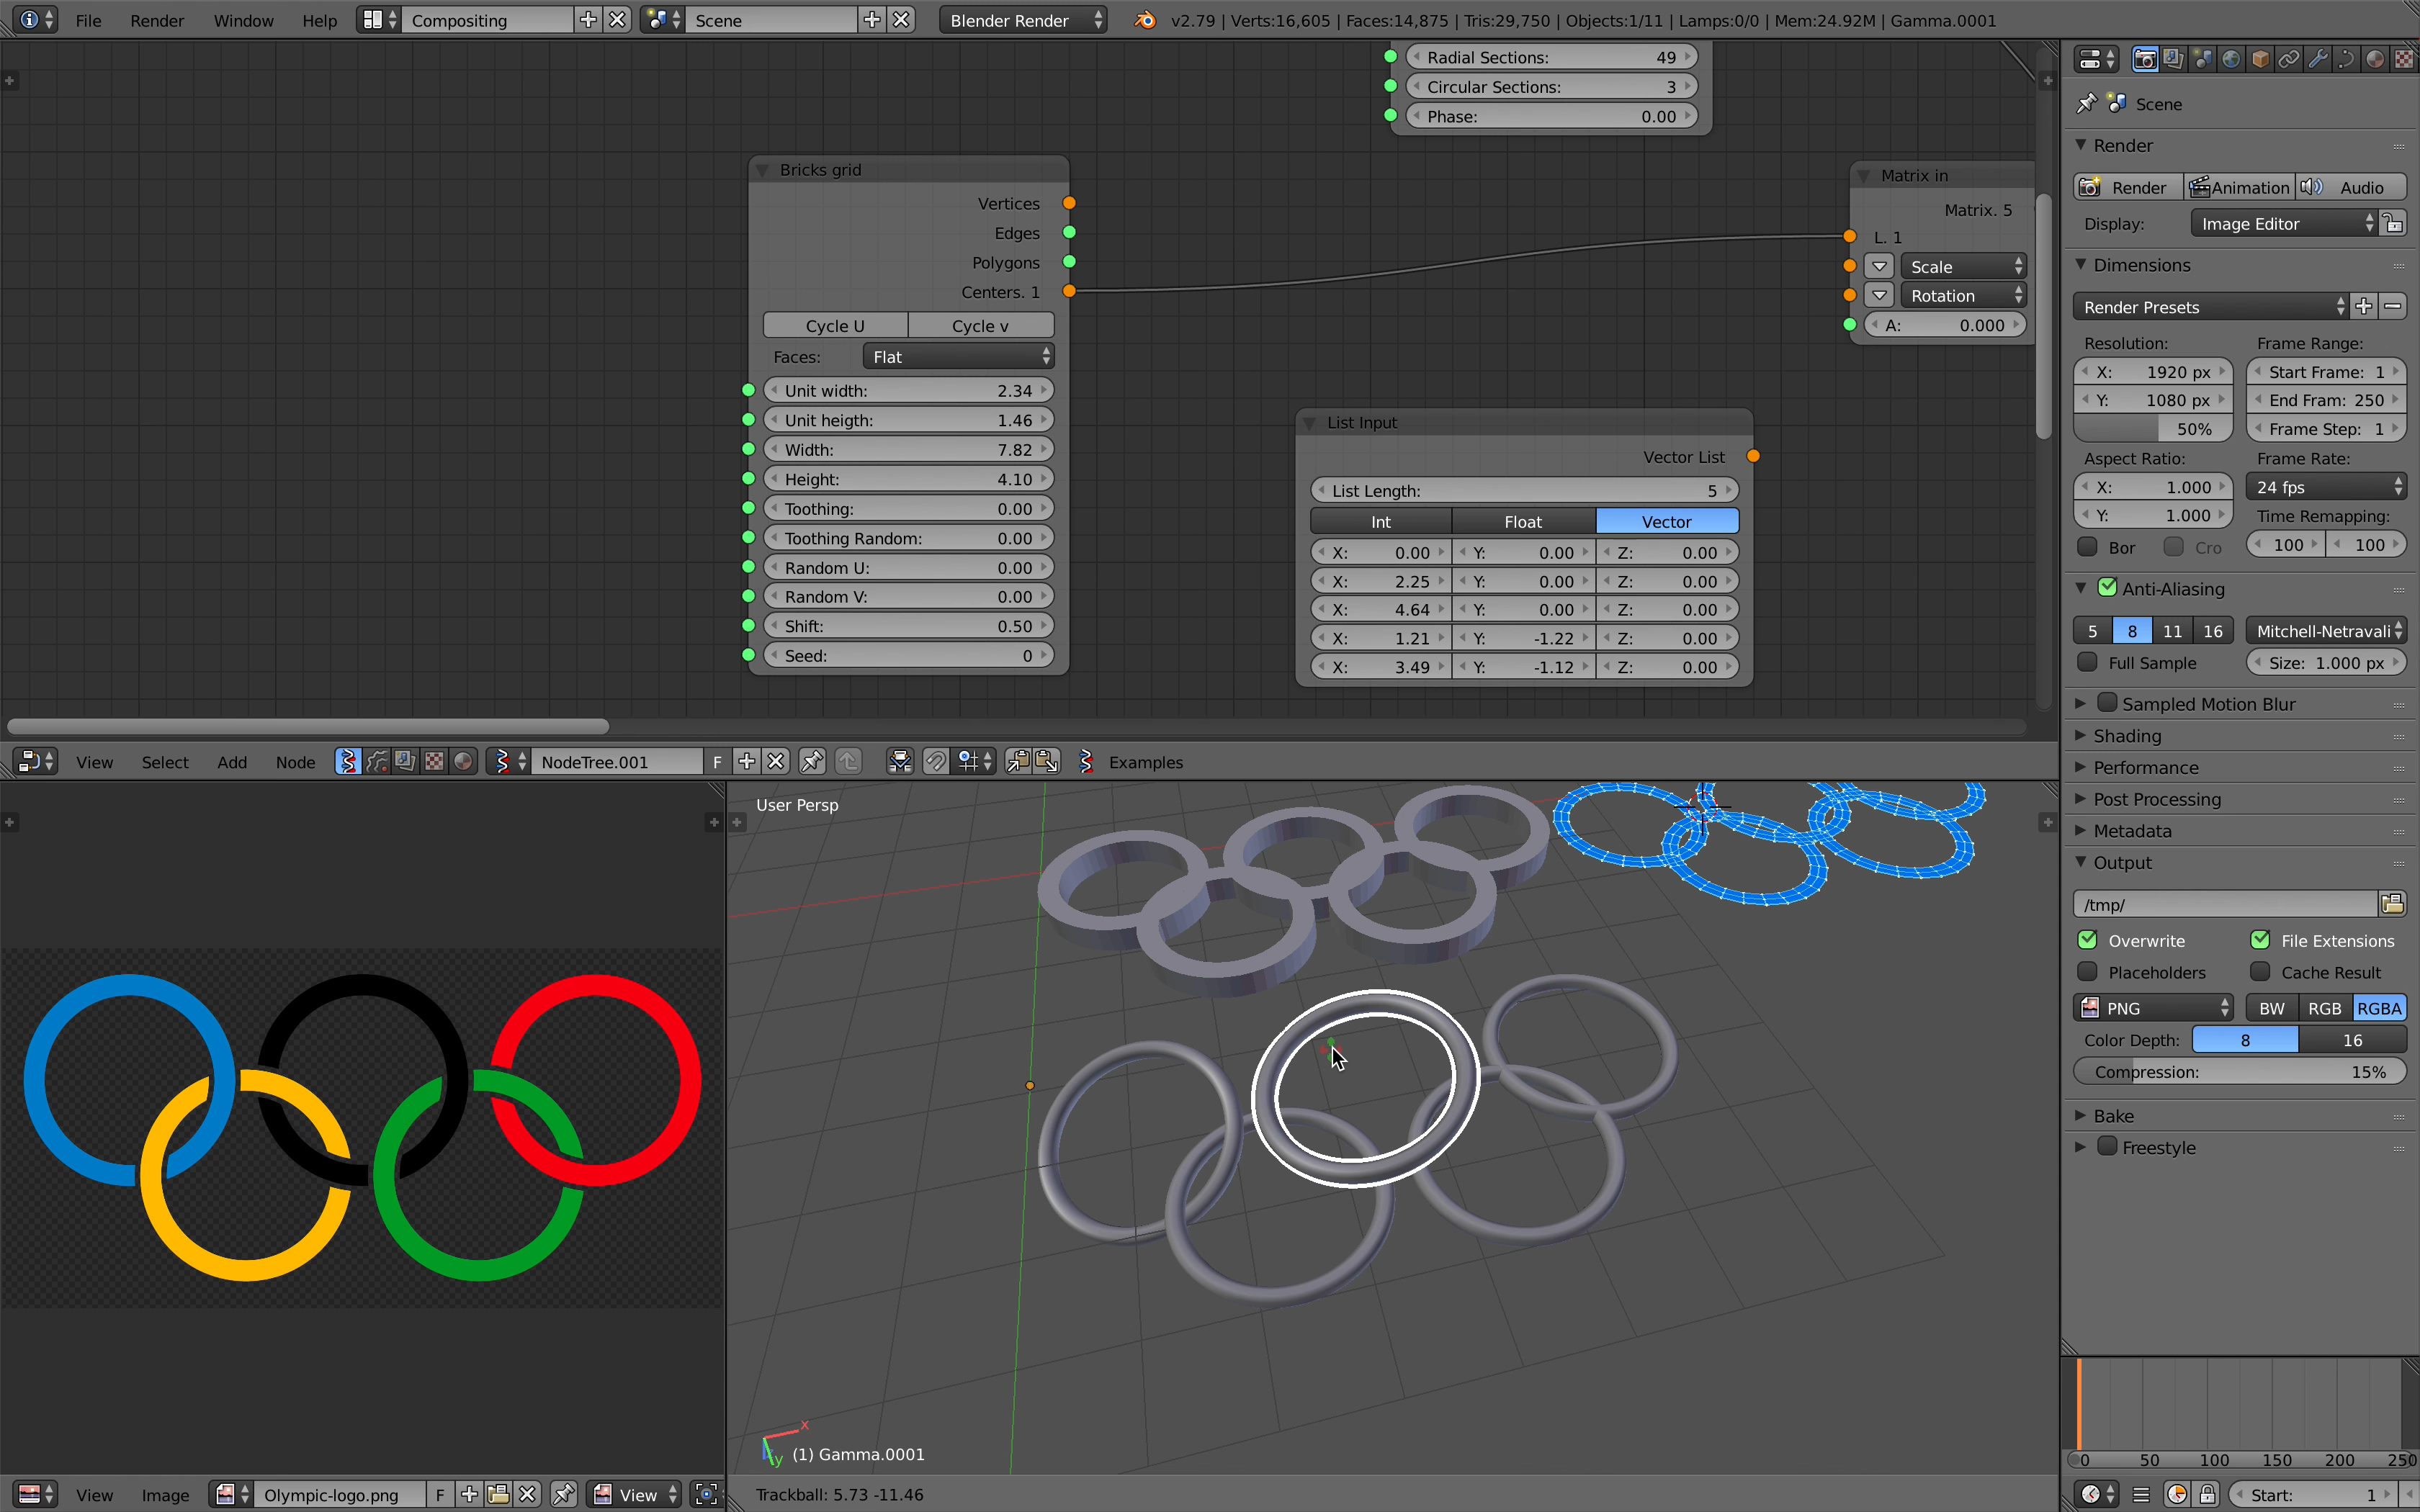 File Render Window Help Compositing Scene Blender Render v2.79 | Verts:16,605 | Faces:14,875 | Tris:29,750 | Objects:1/11 | Lamps:0/0 | Mem:24.92M | Gamma.0001
Radial Sections: 49
Circular Sections: 3
Phase: 0.00
Bricks grid
Vertices
Edges
Polygons
Centers. 1
Cycle U Cycle v
Faces: Flat
Unit width: 2.34
Unit heigth: 1.46
Width: 7.82
Height: 4.10
Toothing: 0.00
Toothing Random: 0.00
Random U: 0.00
Random V: 0.00
Shift: 0.50
Seed: 0
Matrix in
Matrix. 5
L. 1
Scale
Rotation
A: 0.000
List Input
Vector List
List Length: 5
Int Float Vector
X: 0.00 Y: 0.00 Z: 0.00
X: 2.25 Y: 0.00 Z: 0.00
X: 4.64 Y: 0.00 Z: 0.00
X: 1.21 Y: -1.22 Z: 0.00
X: 3.49 Y: -1.12 Z: 0.00
View Select Add Node NodeTree.001 F Examples
User Persp
(1) Gamma.0001
x
y
View Image Olympic-logo.png F View
Trackball: 5.73 -11.46
Scene
Render
Render Animation Audio
Display: Image Editor
Dimensions
Render Presets
Resolution: Frame Range:
X: 1920 px Start Frame: 1
Y: 1080 px End Fram: 250
50% Frame Step: 1
Aspect Ratio: Frame Rate:
X: 1.000 24 fps
Y: 1.000 Time Remapping:
Bor Cro 100 100
Anti-Aliasing
5 8 11 16 Mitchell-Netravali
Full Sample Size: 1.000 px
Sampled Motion Blur
Shading
Performance
Post Processing
Metadata
Output
/tmp/
Overwrite File Extensions
Placeholders Cache Result
PNG BW RGB RGBA
Color Depth: 8 16
Compression: 15%
Bake
Freestyle
0 50 100 150 200 250
Start: 1